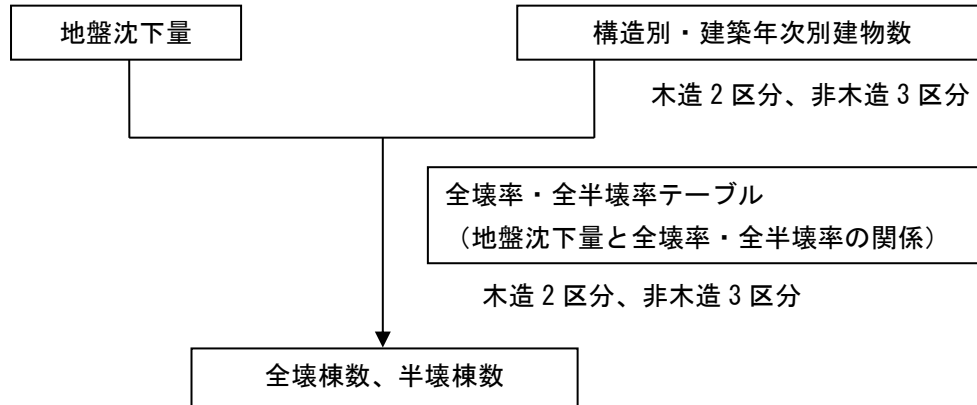 地盤沈下量
構造別・建築年次別建物数
木造2区分、非木造3区分
全壊率・全半壊率テーブル
（地盤沈下量と全壊率・全半壊率の関係）
木造2区分、非木造3区分
全壊棟数、半壊棟数